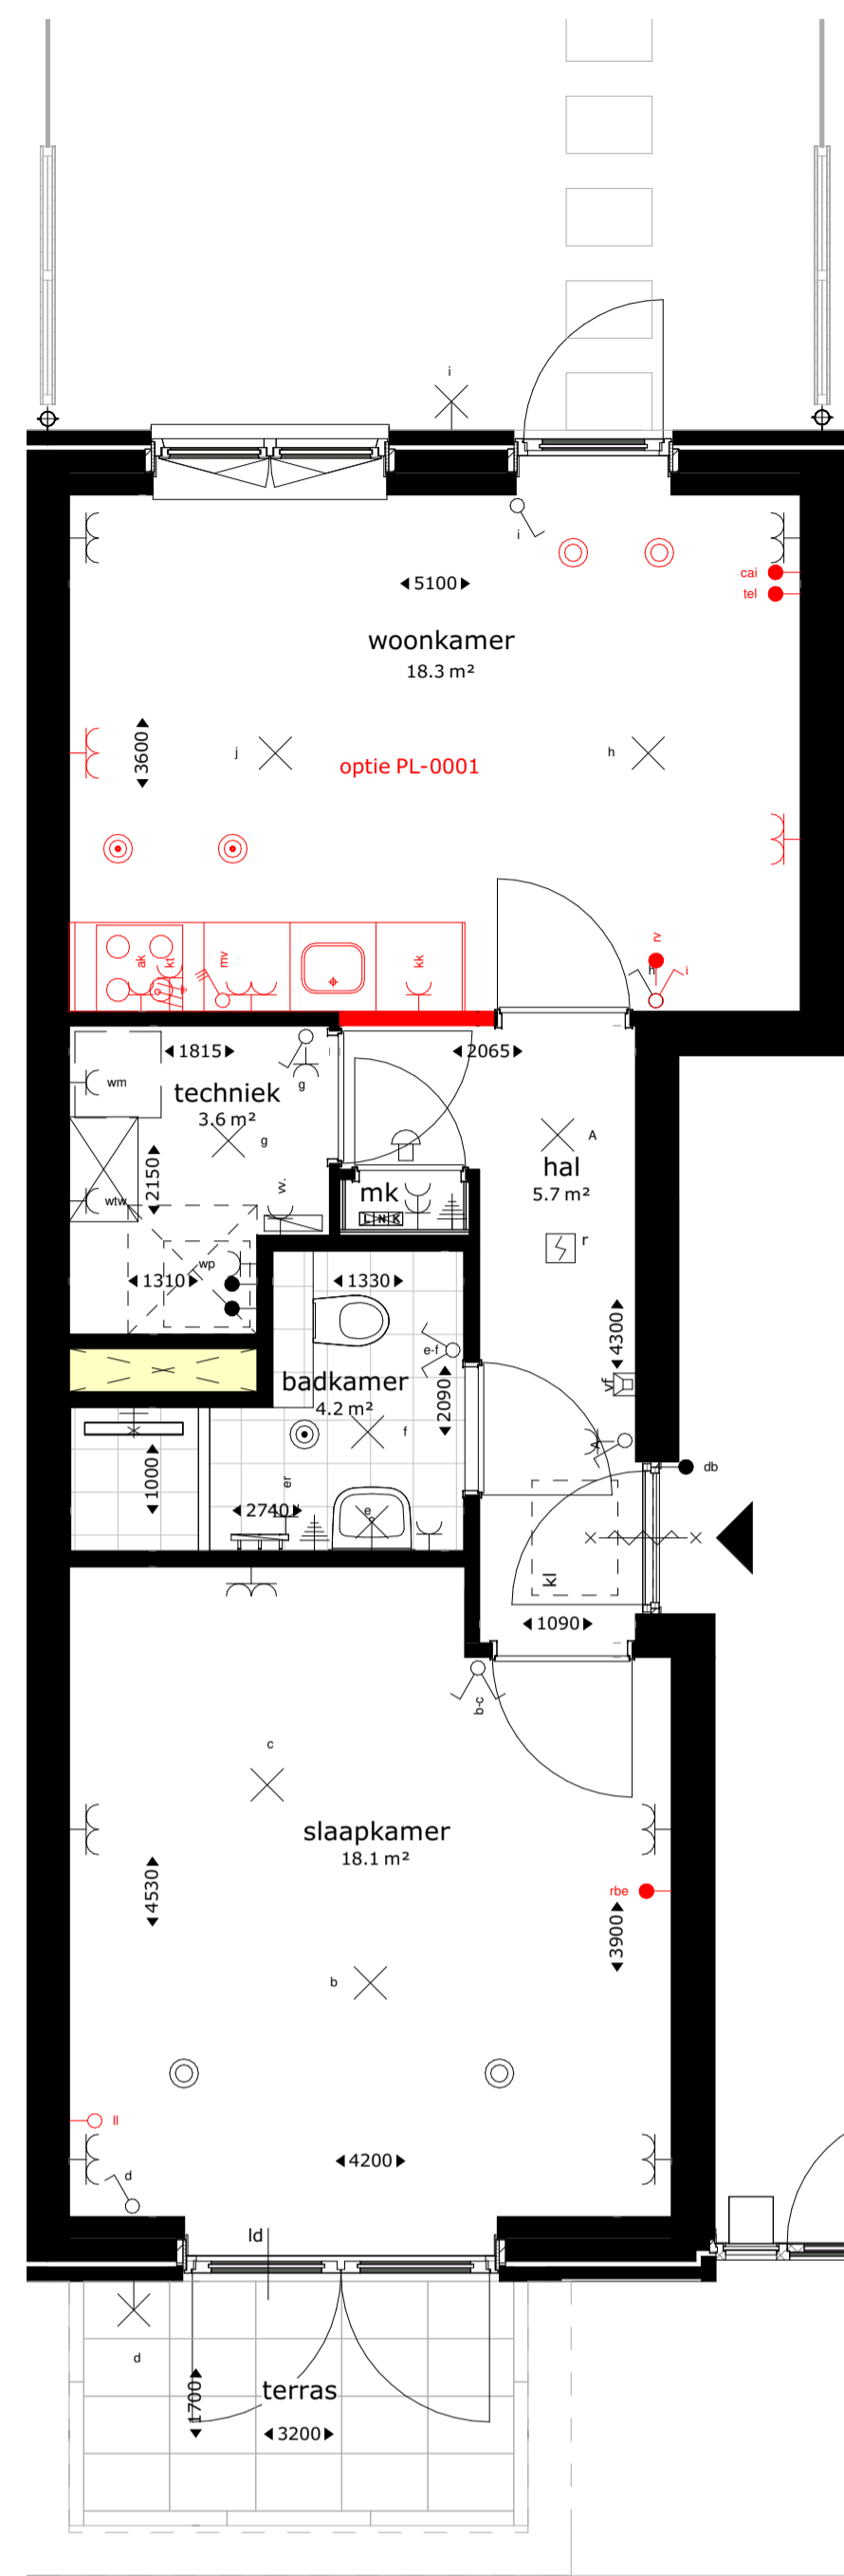 i
i
cai
tel
5100
woonkamer
18.3 m²
3600
j
optie PL-0001
h
rv
h
i
ak
kt
mv
kk
1815
2065
wm
techniek
3.6 m²
g
g
A
hal
5.7 m²
2150
wtw
vv.
mk
L N K
r
wp
1310
1330
4300
e-f
badkamer
4.2 m²
2090
vf
f
A
1000
er
2740
e
db
kl
1090
b-c
c
slaapkamer
18.1 m²
4530
rbe
3900
b
ll
4200
d
ld
d
1700
terras
3200